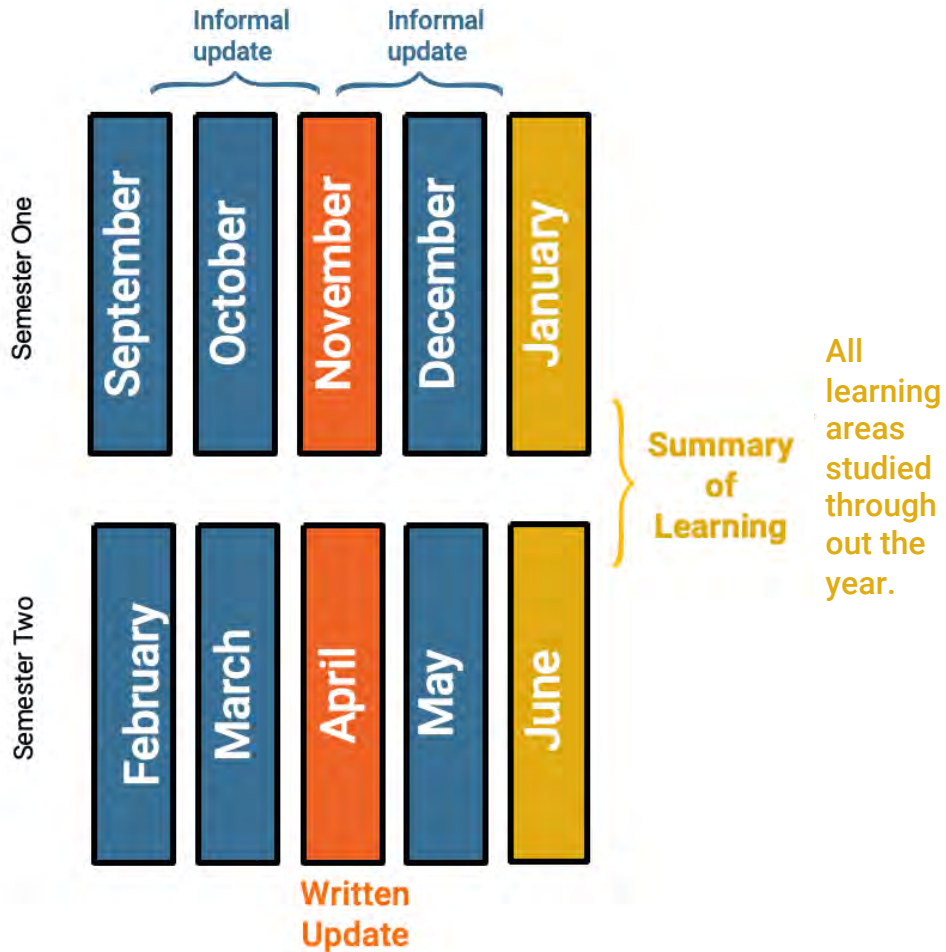 Informal
update
Informal
update
Semester One
September
October
November
December
January
Summary
of
Learning
All
learning
areas
studied
through
out the
year.
Semester Two
February
March
April
May
June
Written
Update